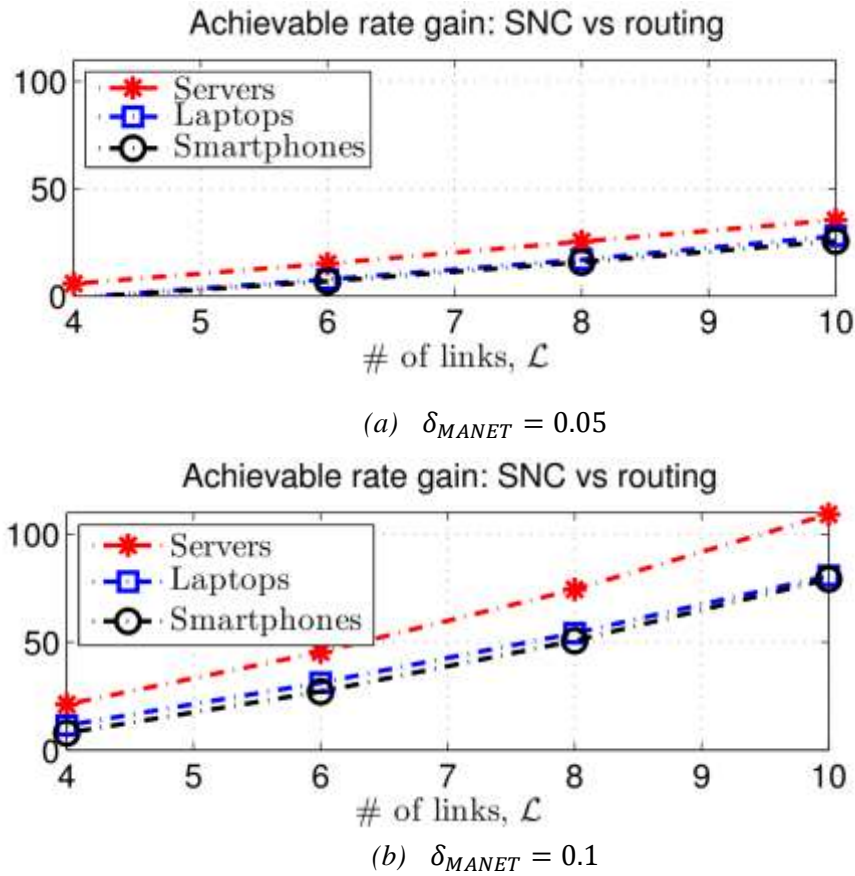 Achievable rate gain: SNC vs routing
100
50
0
Servers
Laptops
Smartphones
4 5 6 7 8 9 10
# of links, ℒ
(a) δ_MANET = 0.05
Achievable rate gain: SNC vs routing
100
50
0
Servers
Laptops
Smartphones
4 5 6 7 8 9 10
# of links, ℒ
(b) δ_MANET = 0.1